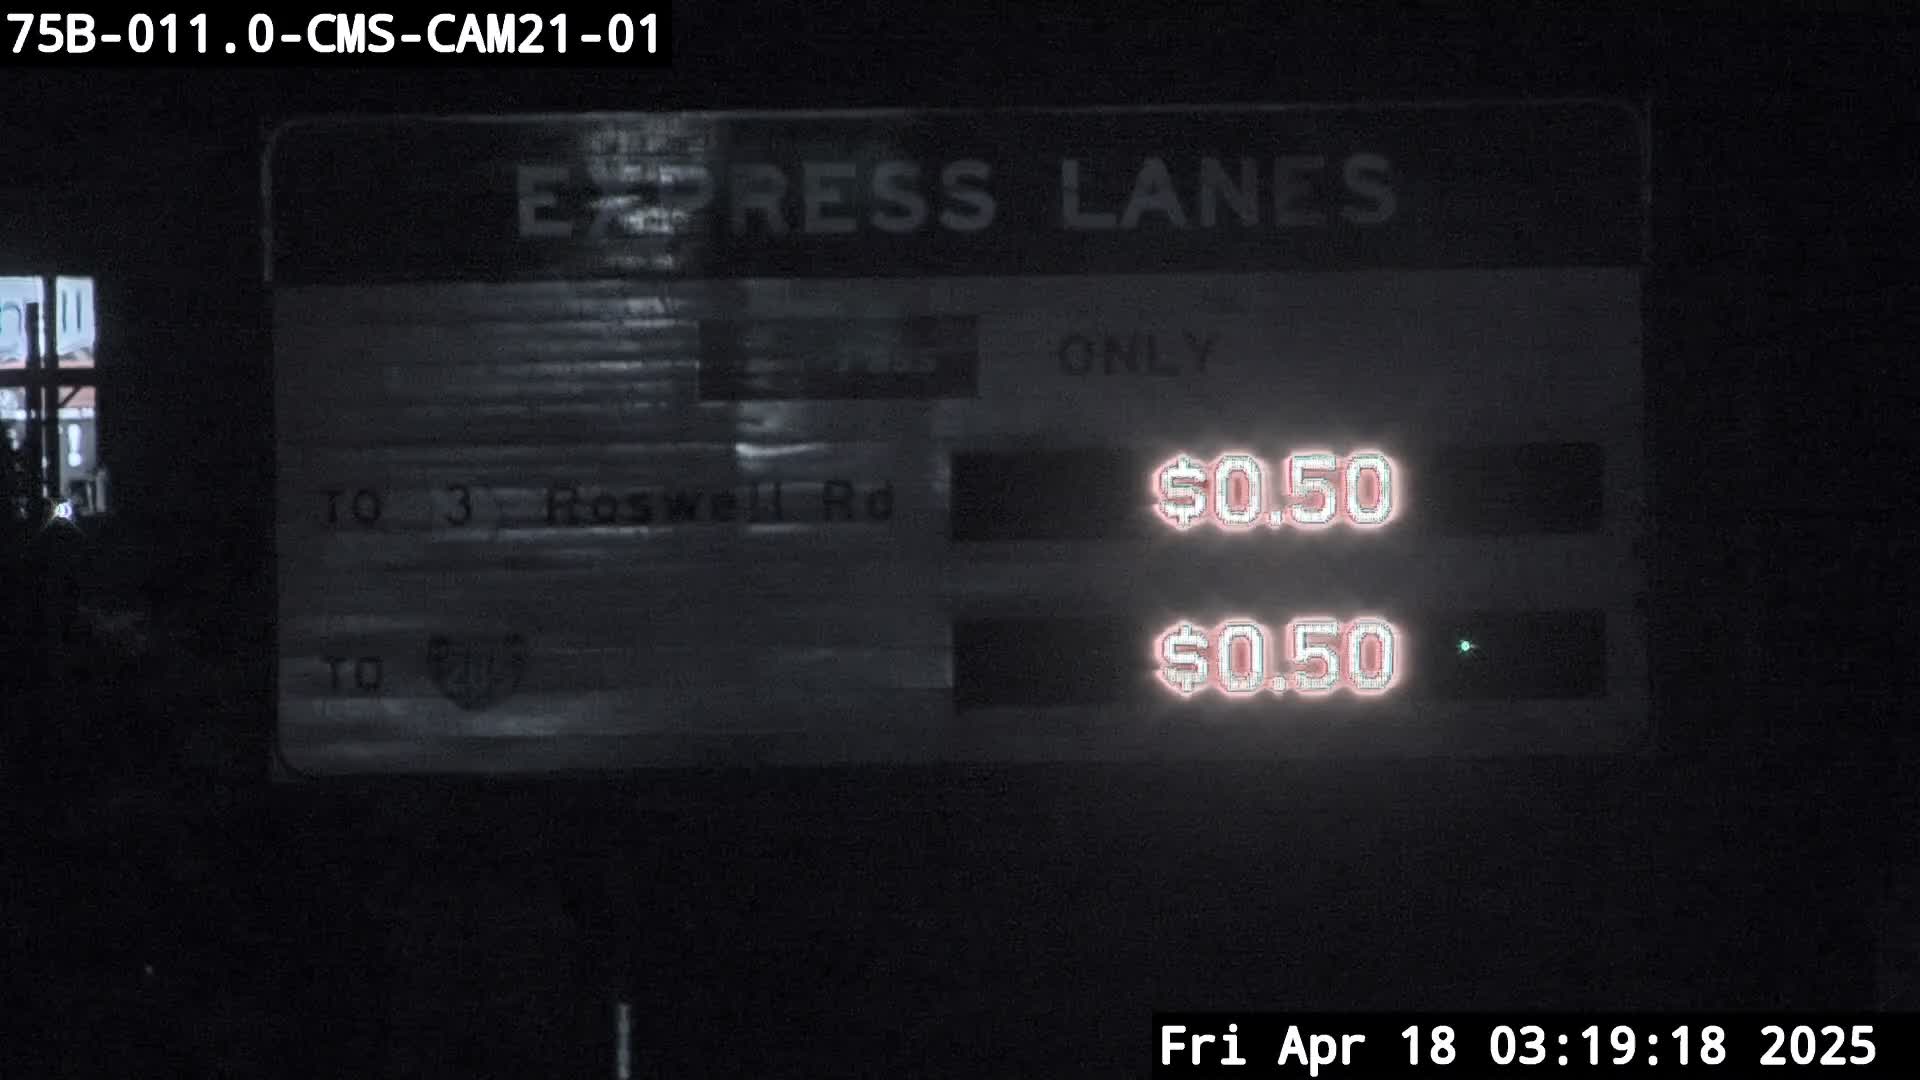 75B-011.0-CMS-CAM21-01
EXPRESS LANES
ONLY
TO 3 Roswell Rd $0.50
TO $0.50
Fri Apr 18 03:19:18 2025